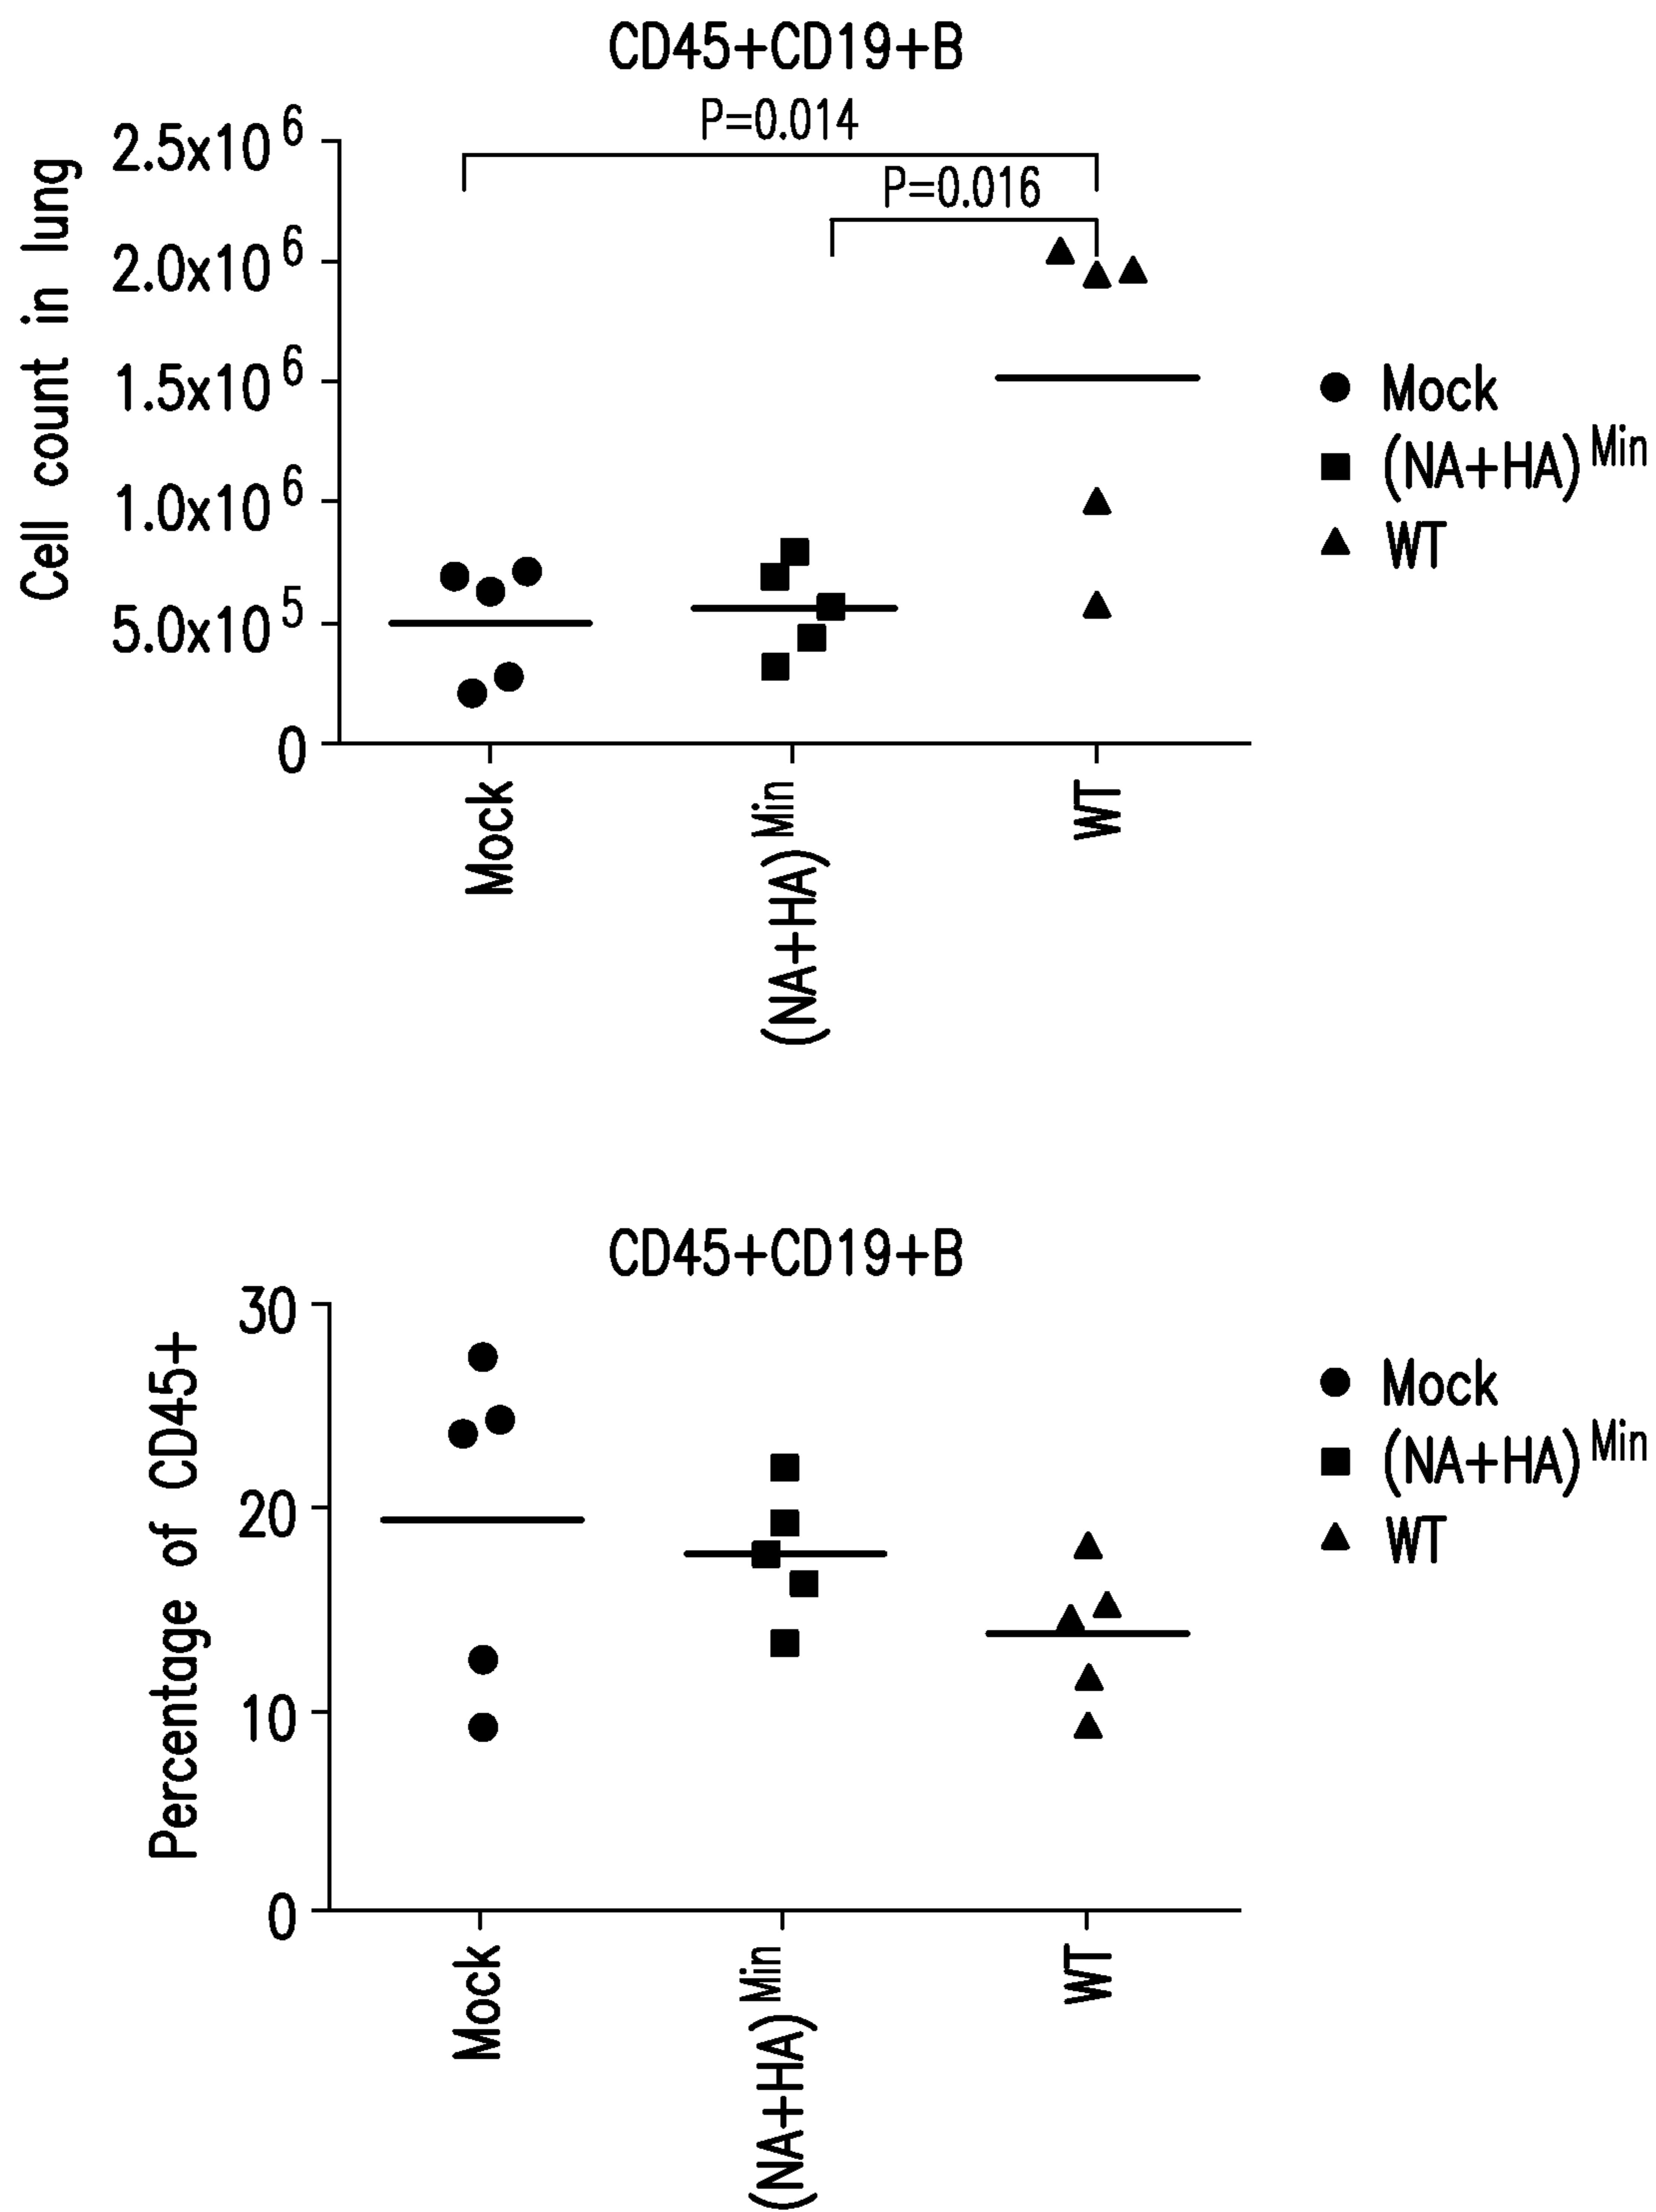 CD45+CD19+B
P=0.014
P=0.016
Cell count in lung
2.5x10^6
2.0x10^6
1.5x10^6
1.0x10^6
5.0x10^5
0
Mock
(NA+HA)^Min
WT
Mock
(NA+HA)^Min
WT
CD45+CD19+B
Percentage of CD45+
30
20
10
0
Mock
(NA+HA)^Min
WT
Mock
(NA+HA)^Min
WT